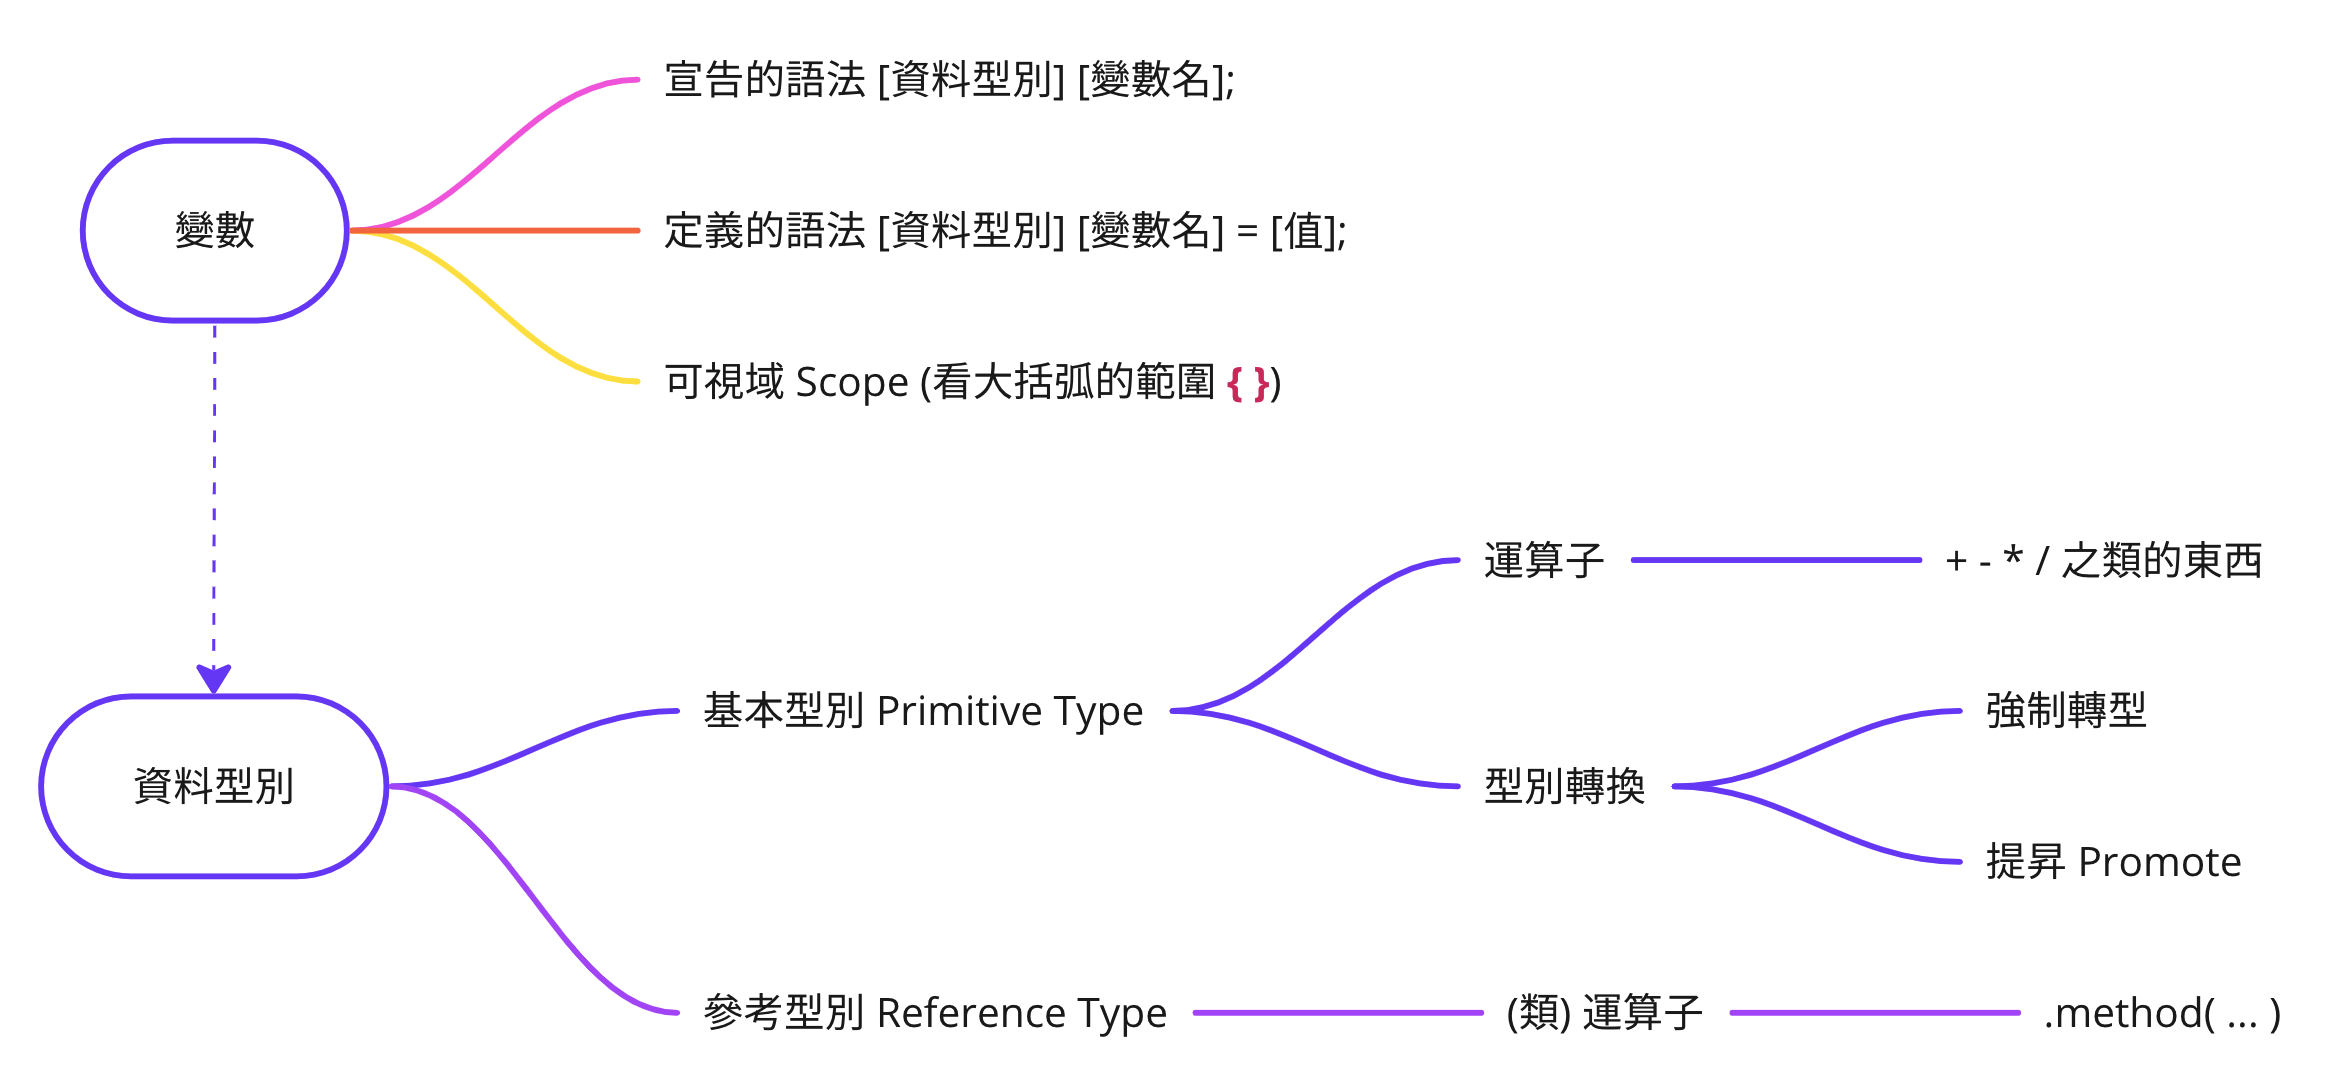 宣告的語法 [資料型別] [變數名];
變數
定義的語法 [資料型別] [變數名] = [值];
可視域 Scope (看大括弧的範圍 { })
運算子
+ - * / 之類的東西
基本型別 Primitive Type
強制轉型
資料型別
型別轉換
提昇 Promote
參考型別 Reference Type
(類) 運算子
.method( ... )